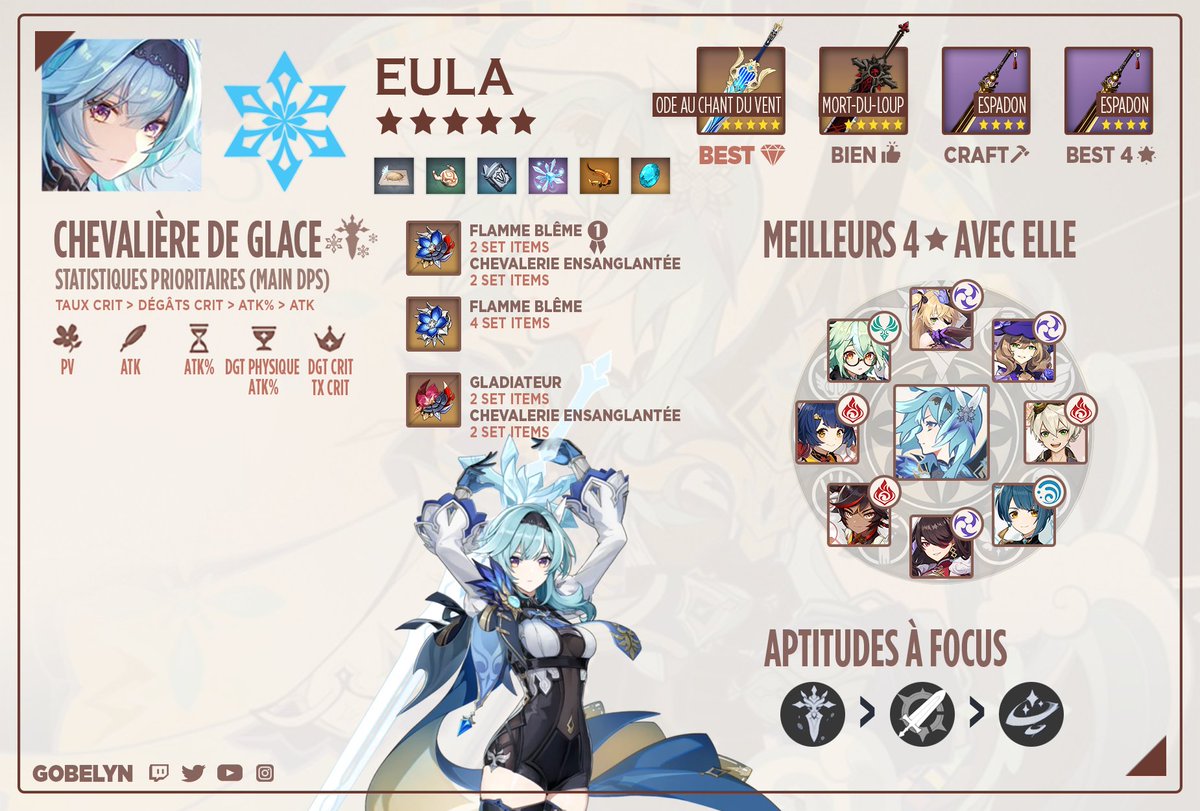 EULA
ODE AU CHANT DU VENT
BEST
MORT-DU-LOUP
BIEN
ESPADON
CRAFT
ESPADON
BEST 4
CHEVALIÈRE DE GLACE
STATISTIQUES PRIORITAIRES (MAIN DPS)
TAUX CRIT > DÉGÂTS CRIT > ATK% > ATK
PV
ATK
ATK%
DGT PHYSIQUE
ATK%
DGT CRIT
TX CRIT
FLAMME BLÊME 1
2 SET ITEMS
CHEVALERIE ENSANGLANTÉE
2 SET ITEMS
FLAMME BLÊME
4 SET ITEMS
GLADIATEUR
2 SET ITEMS
CHEVALERIE ENSANGLANTÉE
2 SET ITEMS
MEILLEURS 4 ★ AVEC ELLE
APTITUDES À FOCUS
> >
GOBELYN